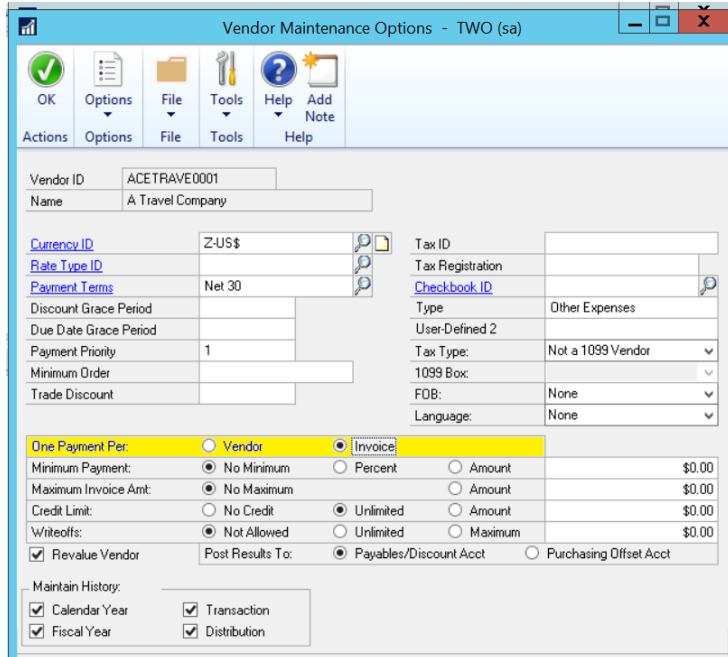 Vendor Maintenance Options - TWO (sa)
OK Options File Tools Help Add Note
Actions Options File Tools Help
Vendor ID ACETRAVE0001
Name A Travel Company
Currency ID Z-US$ Tax ID
Rate Type ID Tax Registration
Payment Terms Net 30 Checkbook ID
Discount Grace Period Type Other Expenses
Due Date Grace Period User-Defined 2
Payment Priority 1 Tax Type: Not a 1099 Vendor
Minimum Order 1099 Box:
Trade Discount FOB: None
Language: None
One Payment Per: Vendor Invoice
Minimum Payment: No Minimum Percent Amount $0.00
Maximum Invoice Amt: No Maximum Amount $0.00
Credit Limit: No Credit Unlimited Amount $0.00
Writeoffs: Not Allowed Unlimited Maximum $0.00
Revalue Vendor Post Results To: Payables/Discount Acct Purchasing Offset Acct
Maintain History:
Calendar Year Transaction
Fiscal Year Distribution